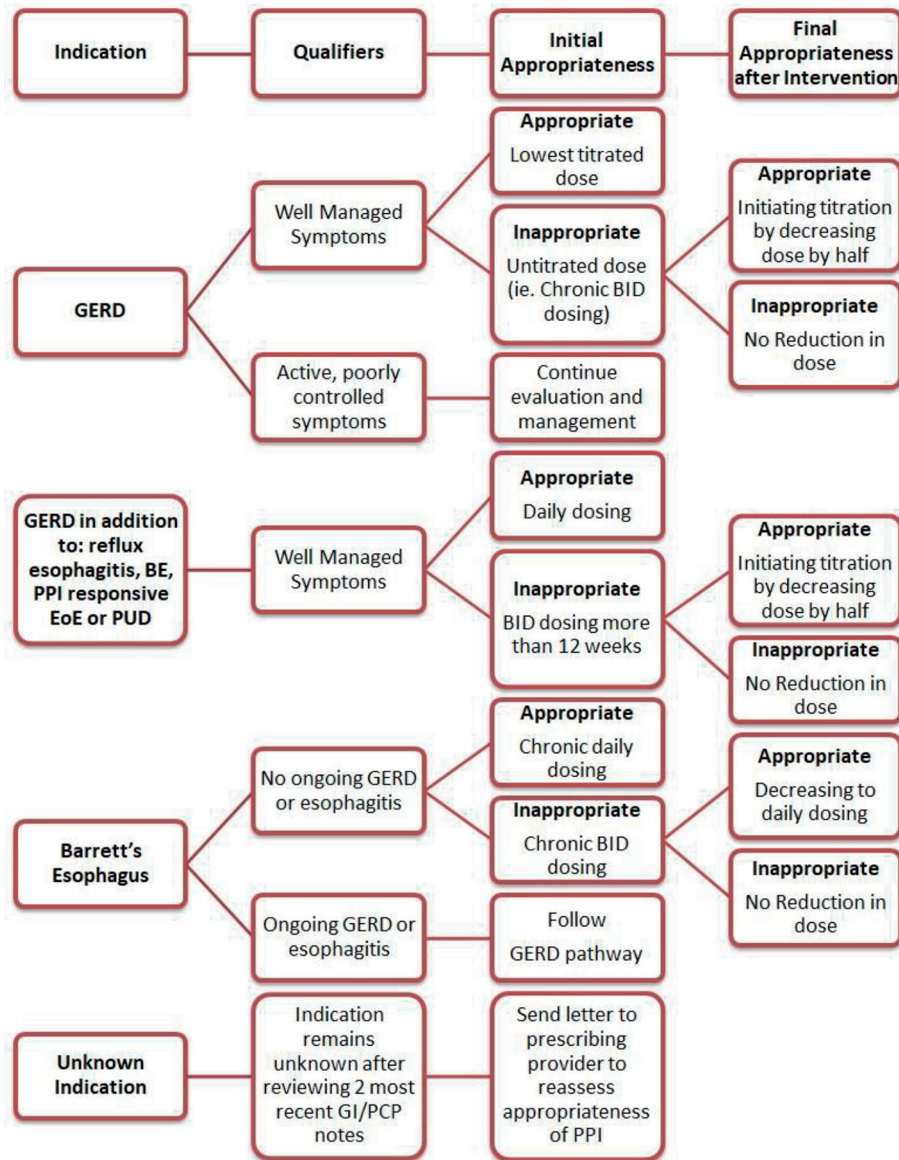 Indication
Qualifiers
Initial
Appropriateness
Final
Appropriateness
after Intervention
GERD
Well Managed
Symptoms
Appropriate
Lowest titrated
dose
Inappropriate
Untitrated dose
(ie. Chronic BID
dosing)
Appropriate
Initiating titration
by decreasing
dose by half
Inappropriate
No Reduction in
dose
Active, poorly
controlled
symptoms
Continue
evaluation and
management
GERD in addition
to: reflux
esophagitis, BE,
PPI responsive
EoE or PUD
Well Managed
Symptoms
Appropriate
Daily dosing
Inappropriate
BID dosing more
than 12 weeks
Appropriate
Initiating titration
by decreasing
dose by half
Inappropriate
No Reduction in
dose
Barrett's
Esophagus
No ongoing GERD
or esophagitis
Appropriate
Chronic daily
dosing
Inappropriate
Chronic BID
dosing
Appropriate
Decreasing to
daily dosing
Inappropriate
No Reduction in
dose
Ongoing GERD or
esophagitis
Follow
GERD pathway
Unknown
Indication
Indication
remains
unknown after
reviewing 2 most
recent GI/PCP
notes
Send letter to
prescribing
provider to
reassess
appropriateness
of PPI